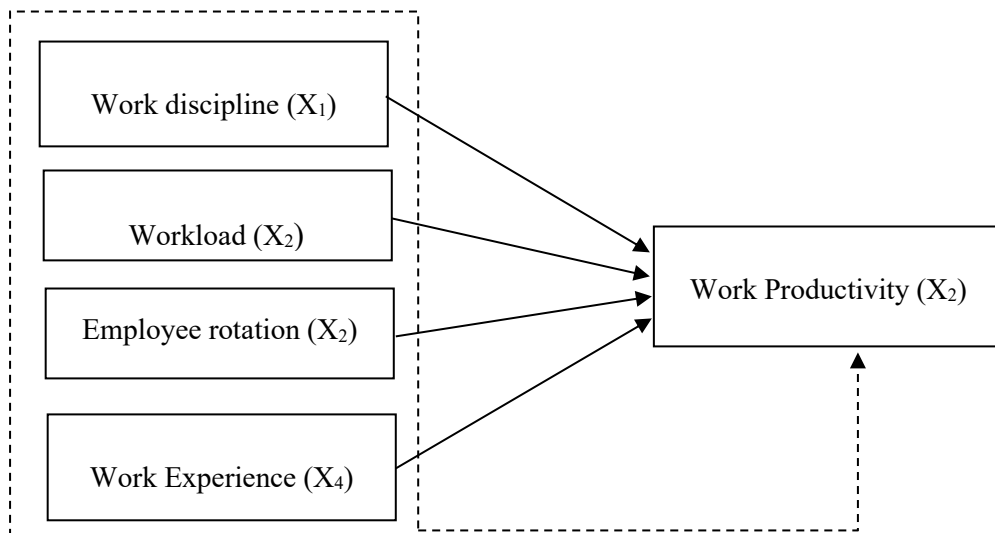 Work discipline (X₁)
Workload (X₂)
Employee rotation (X₂)
Work Experience (X₄)
Work Productivity (X₂)